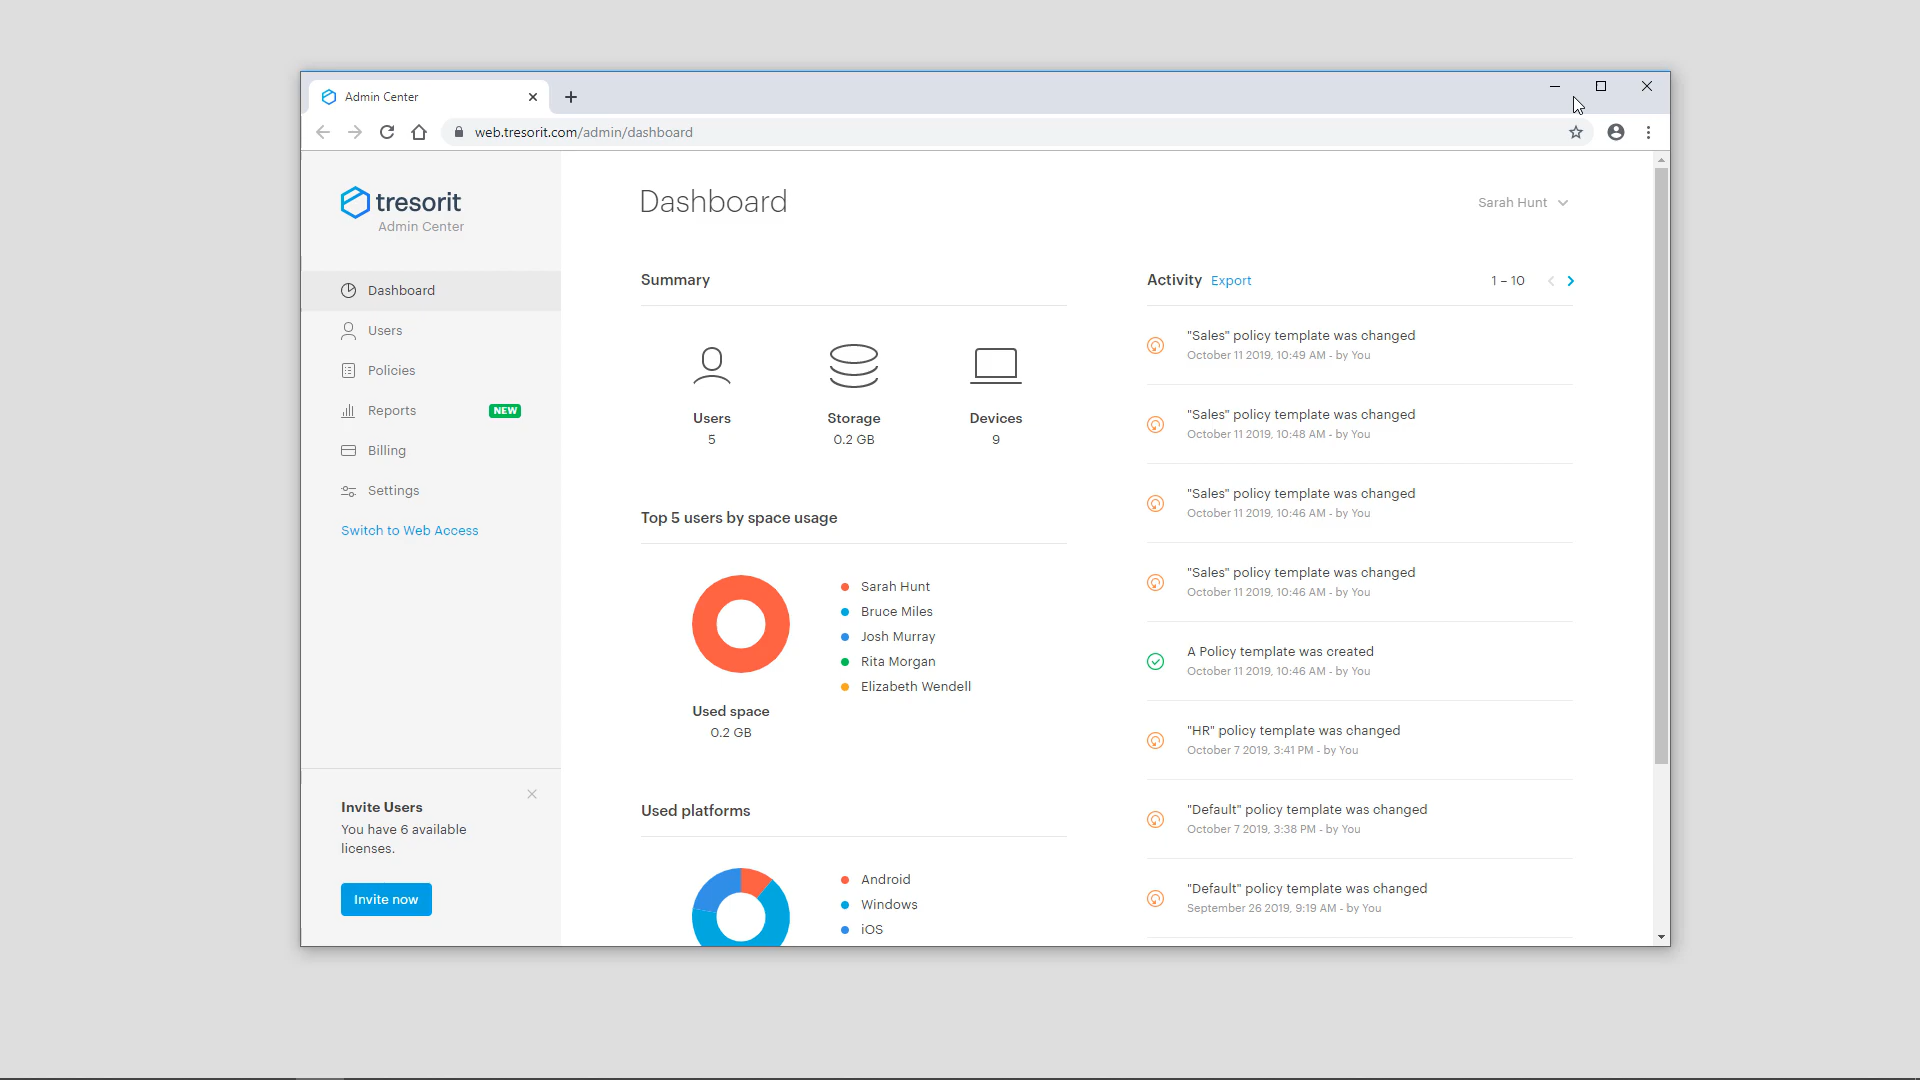 Admin Center
web.tresorit.com/admin/dashboard
tresorit
Admin Center
Dashboard
Users
Policies
Reports NEW
Billing
Settings
Switch to Web Access
Invite Users
You have 6 available
licenses.
Invite now
Dashboard
Sarah Hunt
Summary
Users
5
Storage
0.2 GB
Devices
9
Top 5 users by space usage
Used space
0.2 GB
Sarah Hunt
Bruce Miles
Josh Murray
Rita Morgan
Elizabeth Wendell
Used platforms
Android
Windows
iOS
Activity Export 1 – 10
"Sales" policy template was changed
October 11 2019, 10:49 AM - by You
"Sales" policy template was changed
October 11 2019, 10:48 AM - by You
"Sales" policy template was changed
October 11 2019, 10:46 AM - by You
"Sales" policy template was changed
October 11 2019, 10:46 AM - by You
A Policy template was created
October 11 2019, 10:46 AM - by You
"HR" policy template was changed
October 7 2019, 3:41 PM - by You
"Default" policy template was changed
October 7 2019, 3:38 PM - by You
"Default" policy template was changed
September 26 2019, 9:19 AM - by You